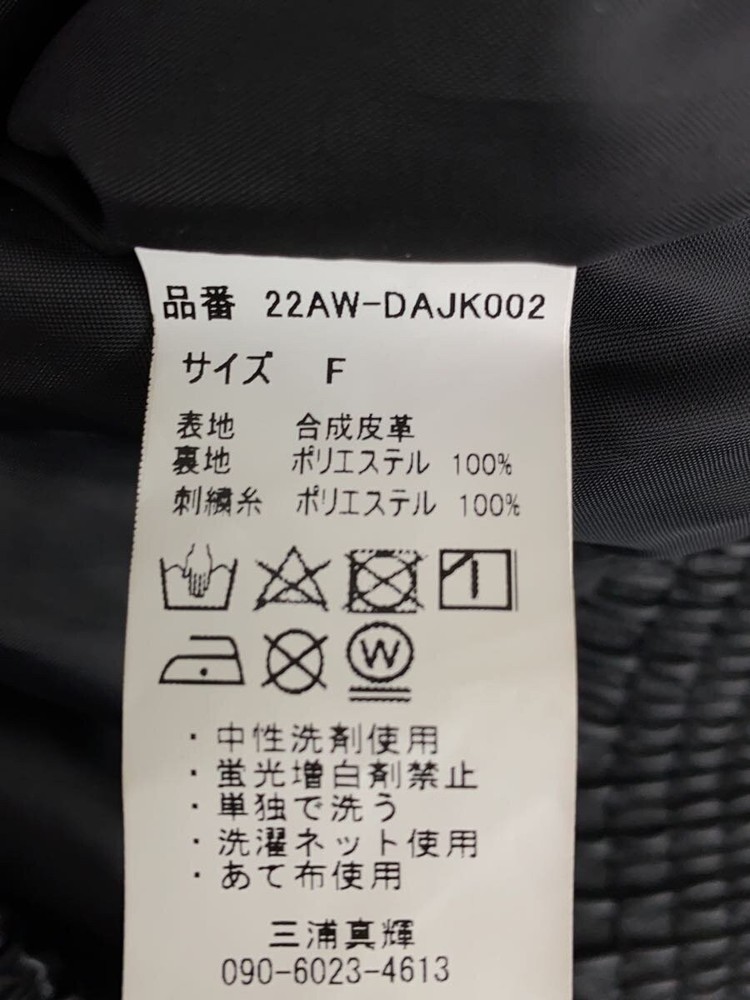 品番 22AW-DAJK002
サイズ F
表地 合成皮革
裏地 ポリエステル 100%
刺繍糸 ポリエステル 100%
W
・中性洗剤使用
・蛍光増白剤禁止
・単独で洗う
・洗濯ネット使用
・あて布使用
三浦真輝
090-6023-4613